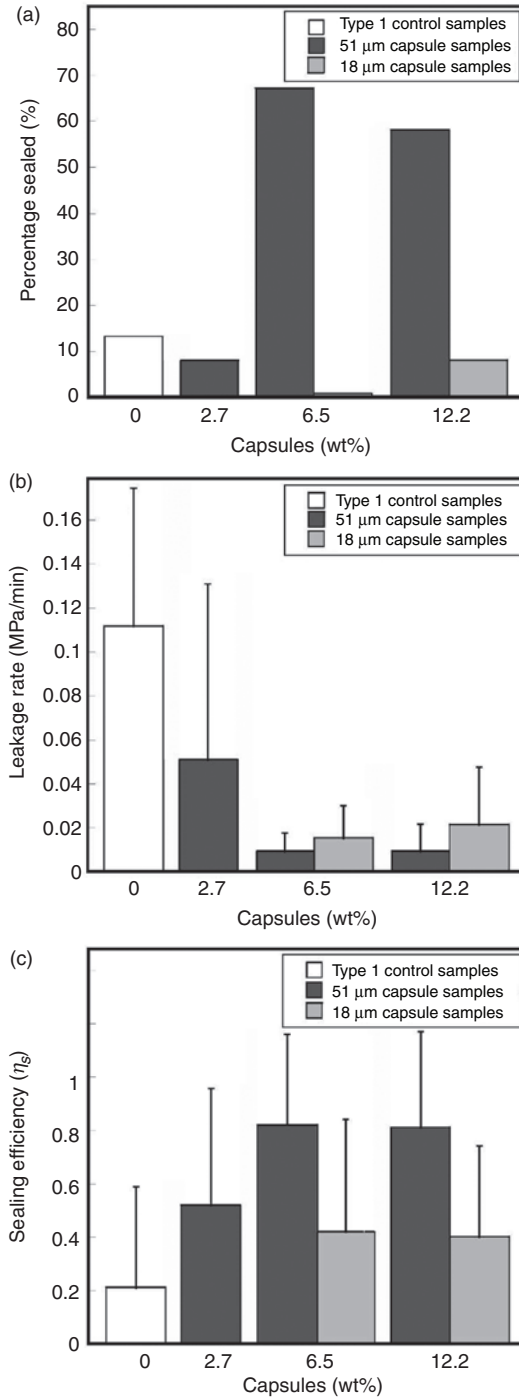 (a)
80
70
60
50
40
30
20
10
0
Percentage sealed (%)
Type 1 control samples
51 μm capsule samples
18 μm capsule samples
0 2.7 6.5 12.2
Capsules (wt%)
(b)
0.16
0.14
0.12
0.1
0.08
0.06
0.04
0.02
0
Leakage rate (MPa/min)
Type 1 control samples
51 μm capsule samples
18 μm capsule samples
0 2.7 6.5 12.2
Capsules (wt%)
(c)
1
0.8
0.6
0.4
0.2
0
Sealing efficiency (ηs)
Type 1 control samples
51 μm capsule samples
18 μm capsule samples
0 2.7 6.5 12.2
Capsules (wt%)